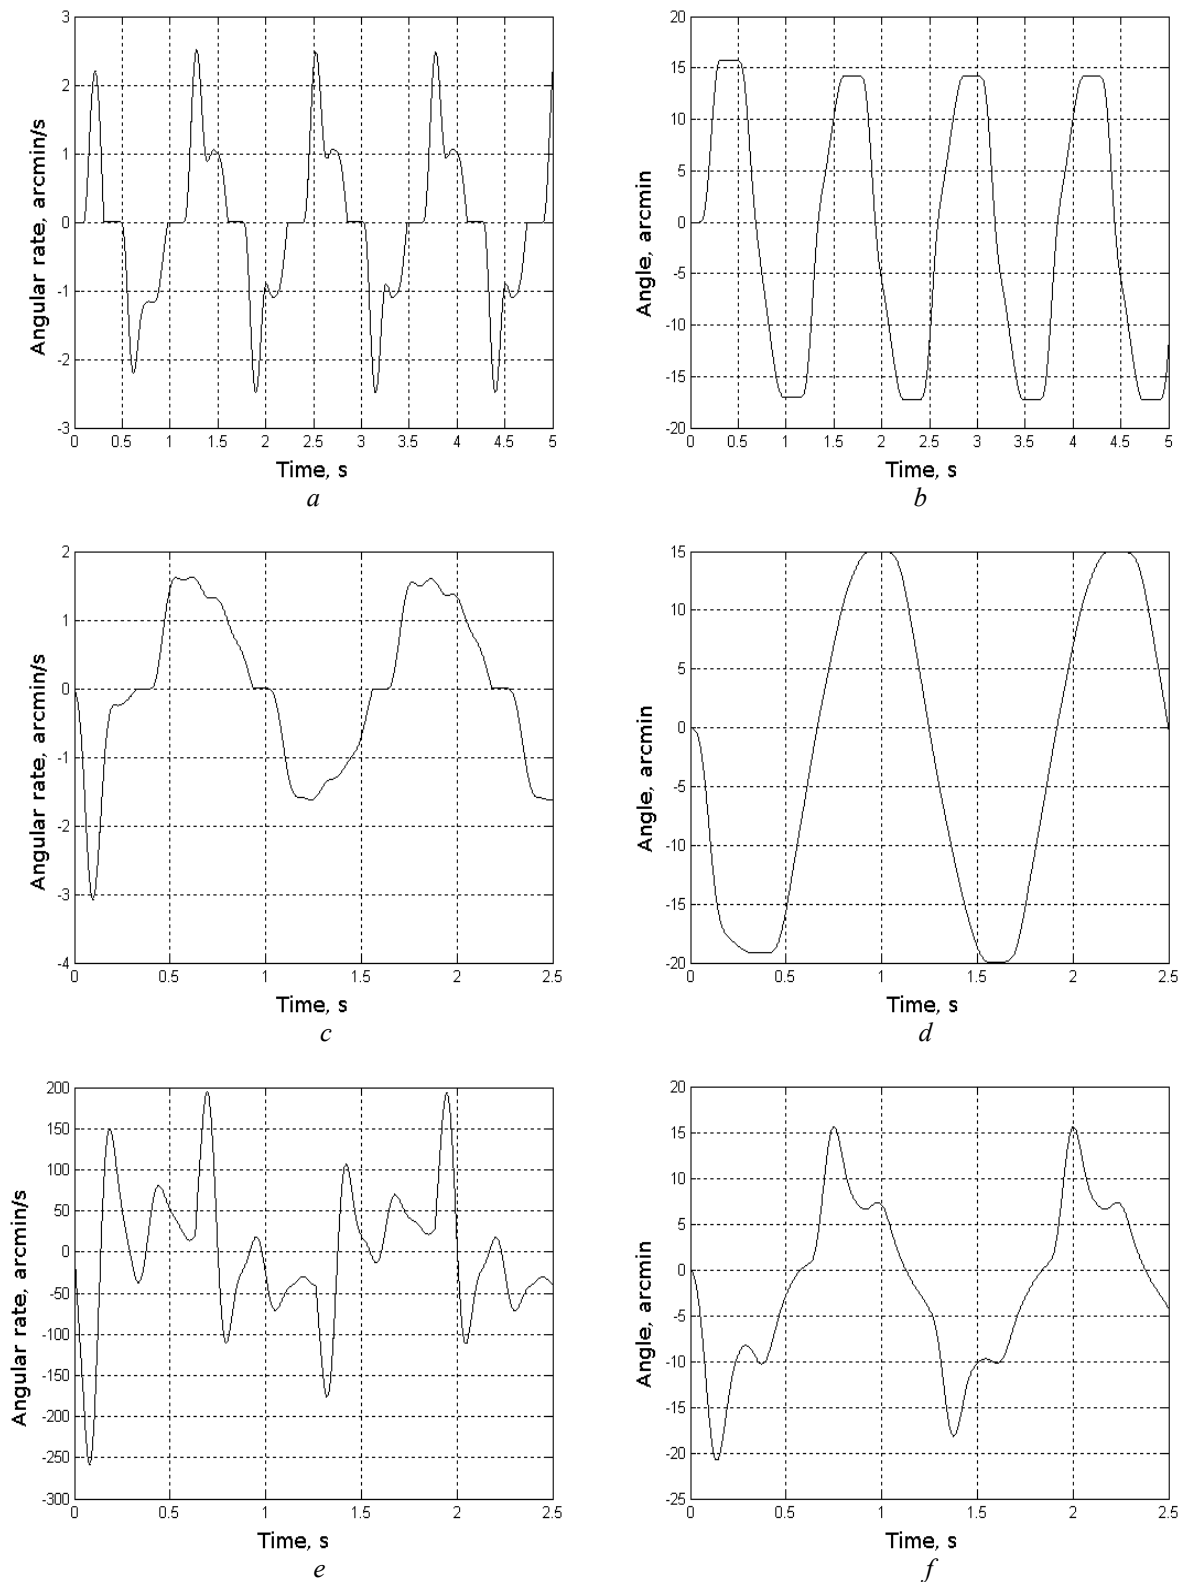 3
2
1
0
-1
-2
-3
0 0.5 1 1.5 2 2.5 3 3.5 4 4.5 5
Angular rate, arcmin/s
Time, s
a
20
15
10
5
0
-5
-10
-15
-20
0 0.5 1 1.5 2 2.5 3 3.5 4 4.5 5
Angle, arcmin
Time, s
b
2
1
0
-1
-2
-3
-4
0 0.5 1 1.5 2 2.5
Angular rate, arcmin/s
Time, s
c
15
10
5
0
-5
-10
-15
-20
0 0.5 1 1.5 2 2.5
Angle, arcmin
Time, s
d
200
150
100
50
0
-50
-100
-150
-200
-250
-300
0 0.5 1 1.5 2 2.5
Angular rate, arcmin/s
Time, s
e
20
15
10
5
0
-5
-10
-15
-20
-25
0 0.5 1 1.5 2 2.5
Angle, arcmin
Time, s
f